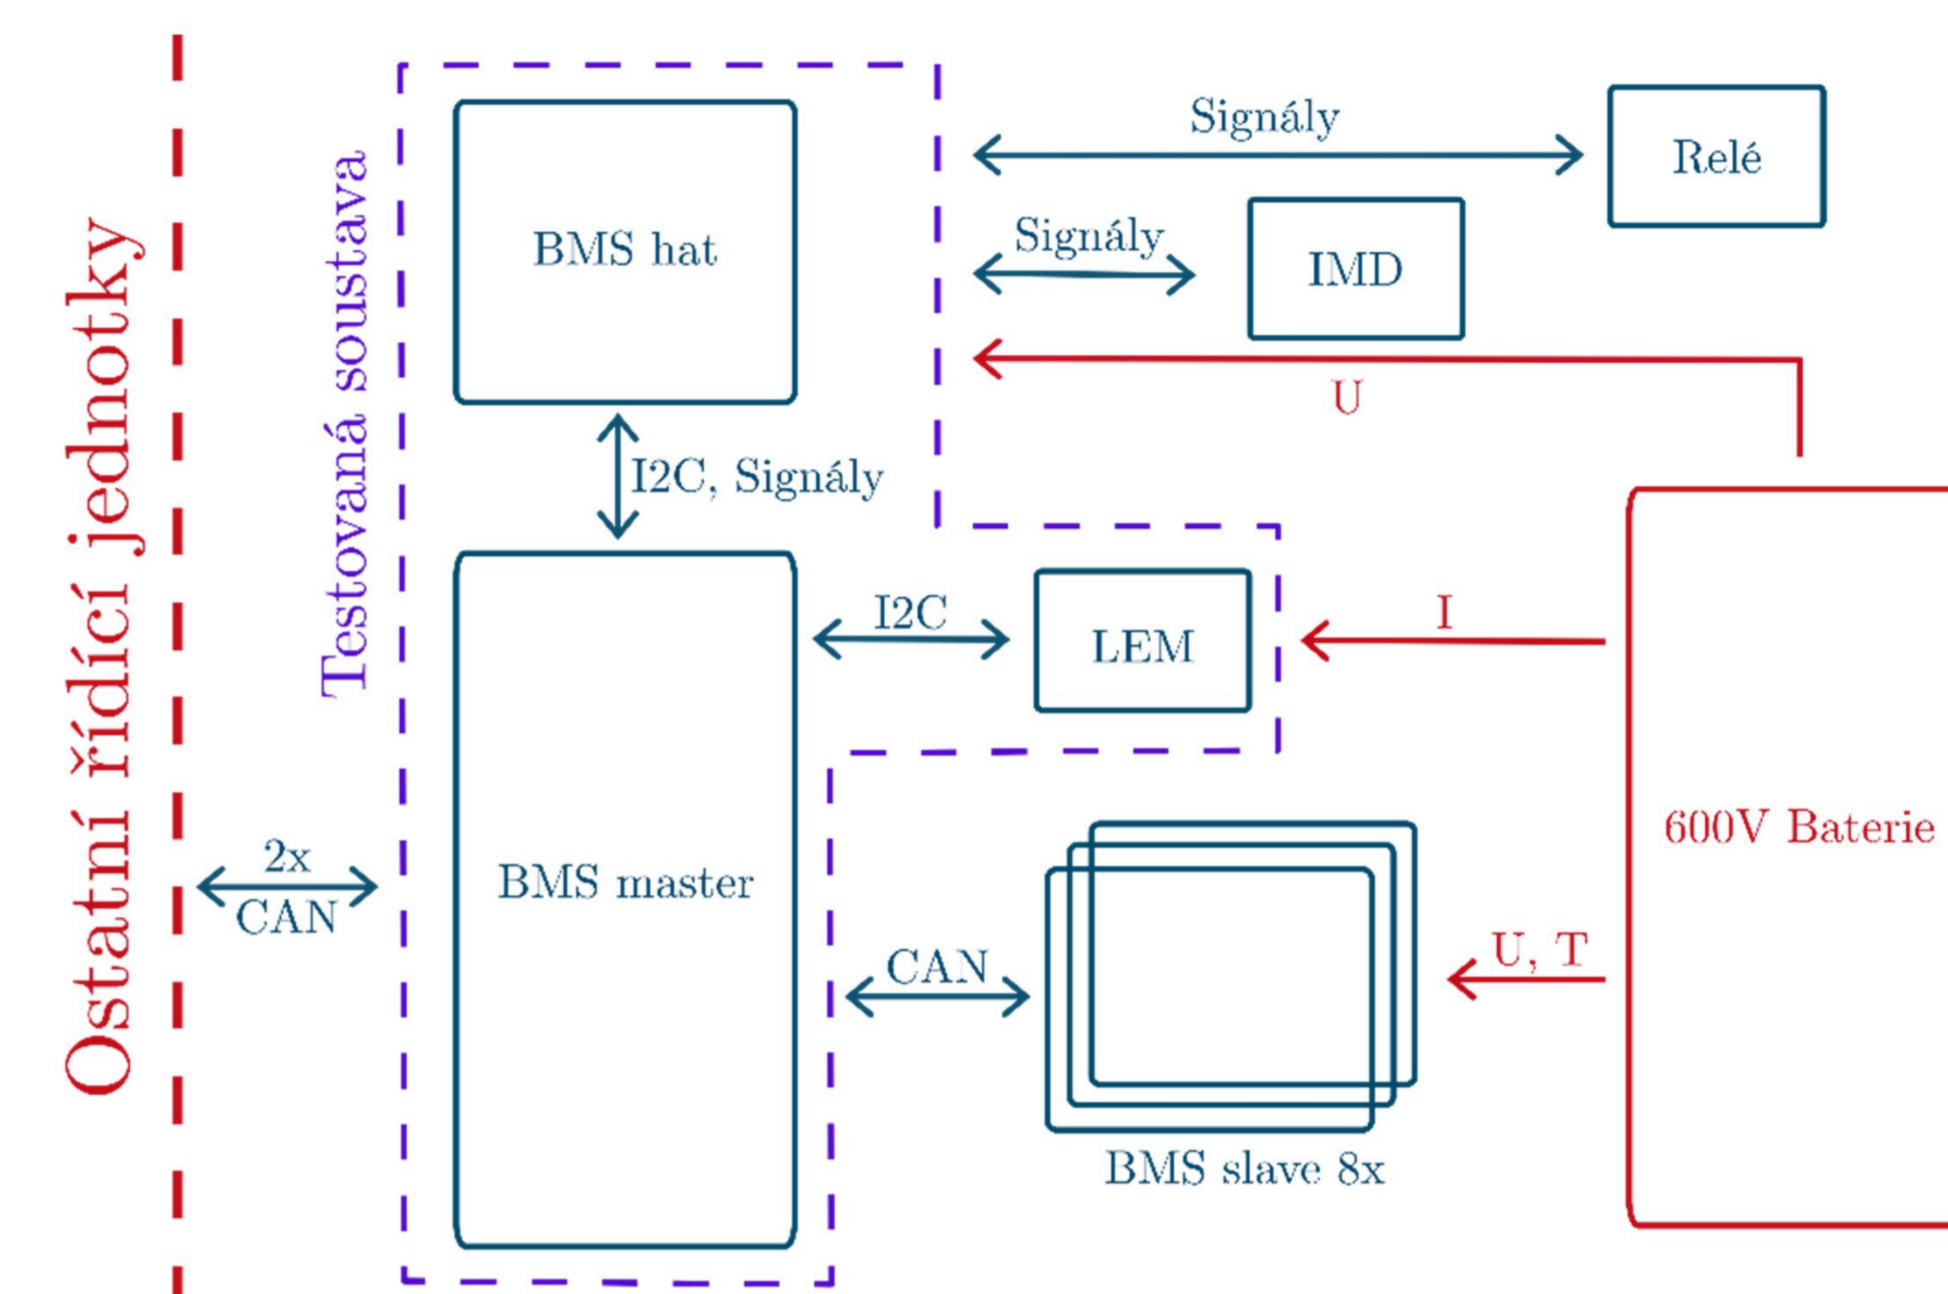 Ostatní řídící jednotky
Testovaná soustava
BMS hat
Signály
Relé
Signály
IMD
U
I2C, Signály
I2C
LEM
I
600V Baterie
2x
CAN
BMS master
CAN
U, T
BMS slave 8x